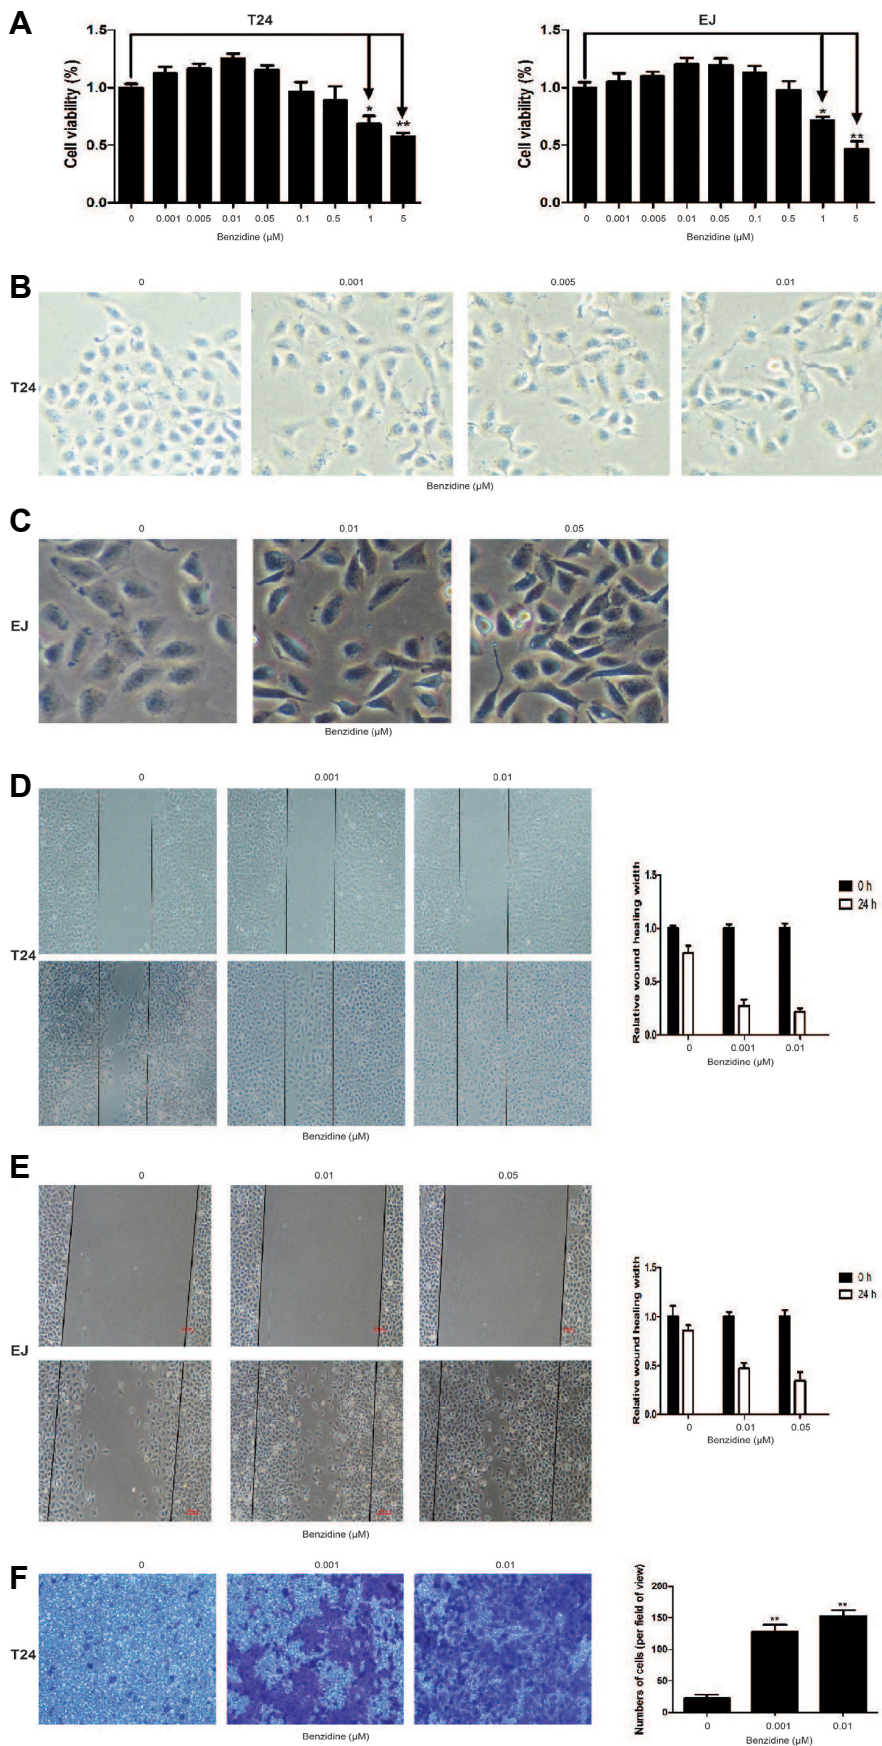 A
T24
EJ
Cell viability (%)
1.5
1.0
0.5
0.0
*
**
0 0.001 0.005 0.01 0.05 0.1 0.5 1 5
Benzidine (µM)
Cell viability (%)
1.5
1.0
0.5
0.0
*
**
0 0.001 0.005 0.01 0.05 0.1 0.5 1 5
Benzidine (µM)
B
0 0.001 0.005 0.01
T24
Benzidine (µM)
C
0 0.01 0.05
EJ
Benzidine (µM)
D
0 0.001 0.01
T24
Benzidine (µM)
Relative wound healing width
1.5
1.0
0.5
0.0
0 h
24 h
0 0.001 0.01
Benzidine (µM)
E
0 0.01 0.05
EJ
Benzidine (µM)
Relative wound healing width
1.5
1.0
0.5
0.0
0 h
24 h
0 0.01 0.05
Benzidine (µM)
F
0 0.001 0.01
T24
Benzidine (µM)
Numbers of cells (per field of view)
200
150
100
50
0
**
**
0 0.001 0.01
Benzidine (µM)